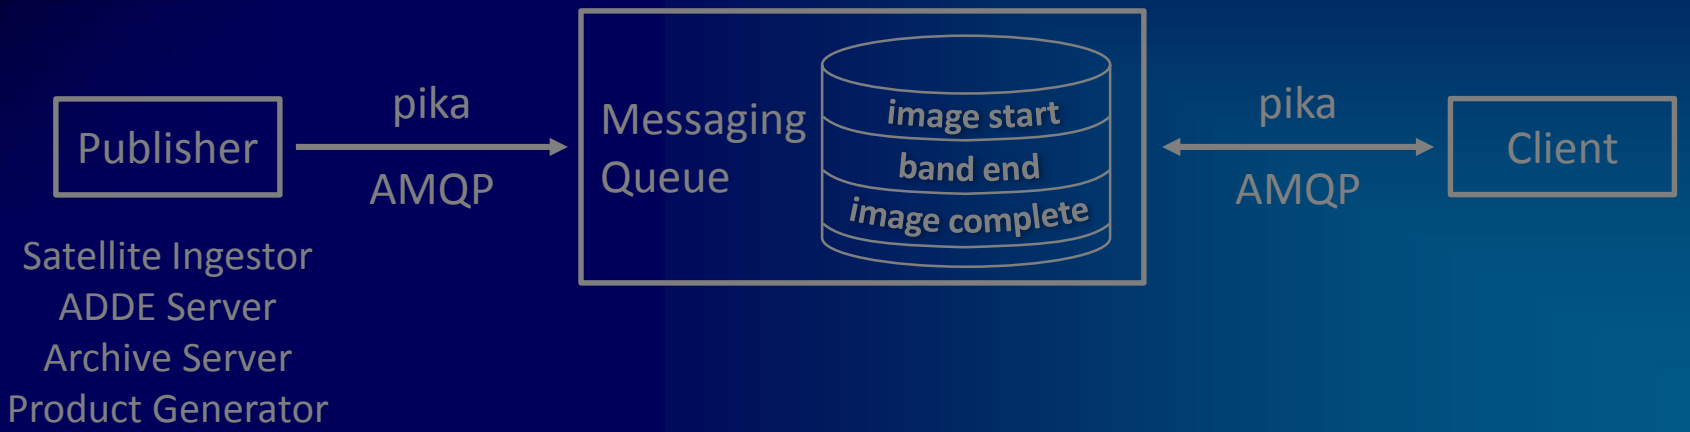 Publisher
pika
AMQP
Messaging
Queue
image start
band end
image complete
pika
AMQP
Client
Satellite Ingestor
ADDE Server
Archive Server
Product Generator